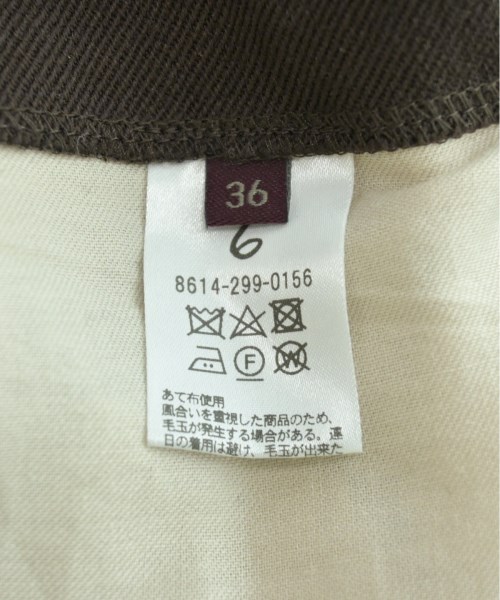 36
6
8614-299-0156
F
W
あて布使用
風合いを重視した商品のため、
毛玉が発生する場合がある。連
日の着用は避け、毛玉が出来た